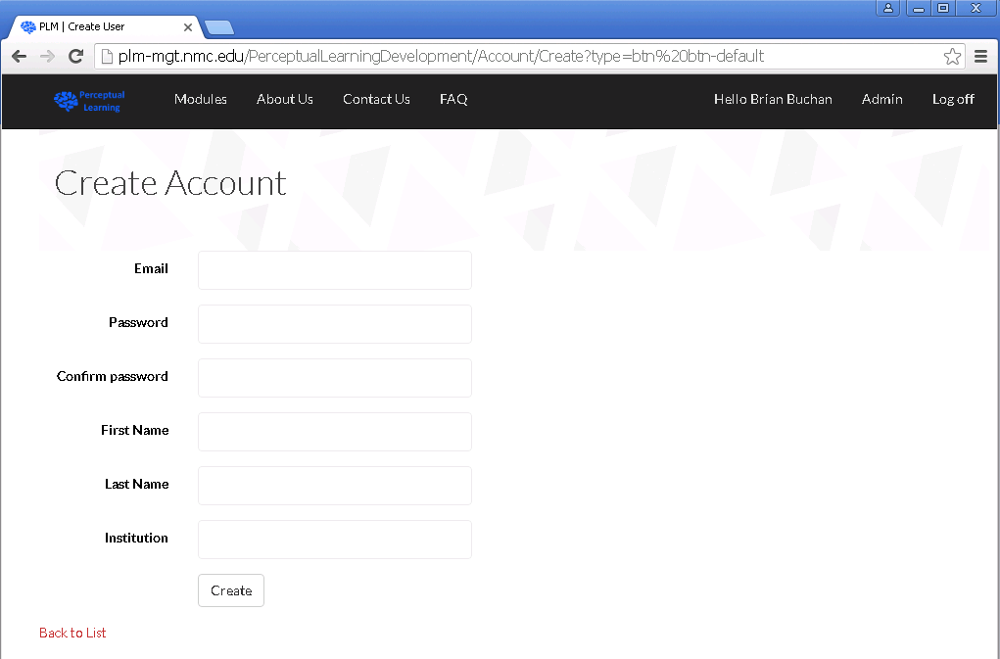 PLM | Create User
plm-mgt.nmc.edu/PerceptualLearningDevelopment/Account/Create?type=btn%20btn-default
Perceptual
Learning
Modules About Us Contact Us FAQ Hello Brian Buchan Admin Log off
Create Account
Email
Password
Confirm password
First Name
Last Name
Institution
Create
Back to List